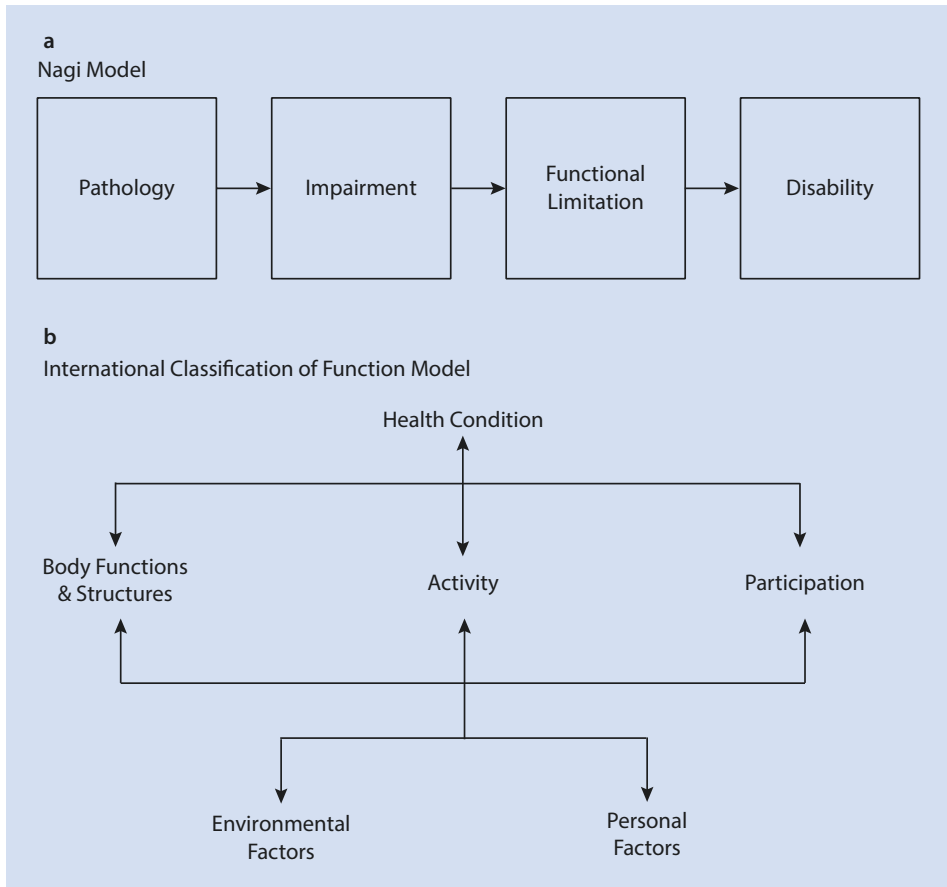 a
Nagi Model
Pathology
Impairment
Functional
Limitation
Disability
b
International Classification of Function Model
Health Condition
Body Functions
& Structures
Activity
Participation
Environmental
Factors
Personal
Factors